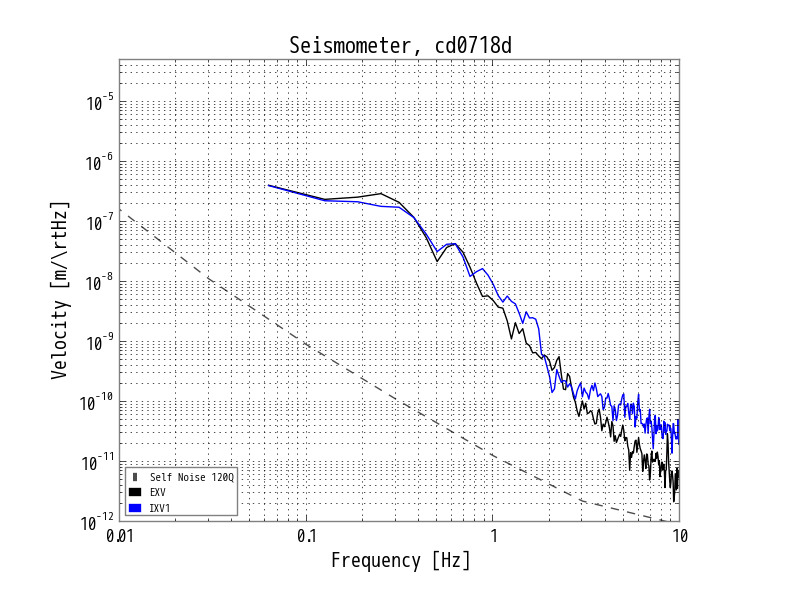 Seismometer, cd0718d
Velocity [m/\rtHz]
10^-5
10^-6
10^-7
10^-8
10^-9
10^-10
10^-11
10^-12
Self Noise 120Q
EXV
IXV1
0.01
0.1
1
10
Frequency [Hz]